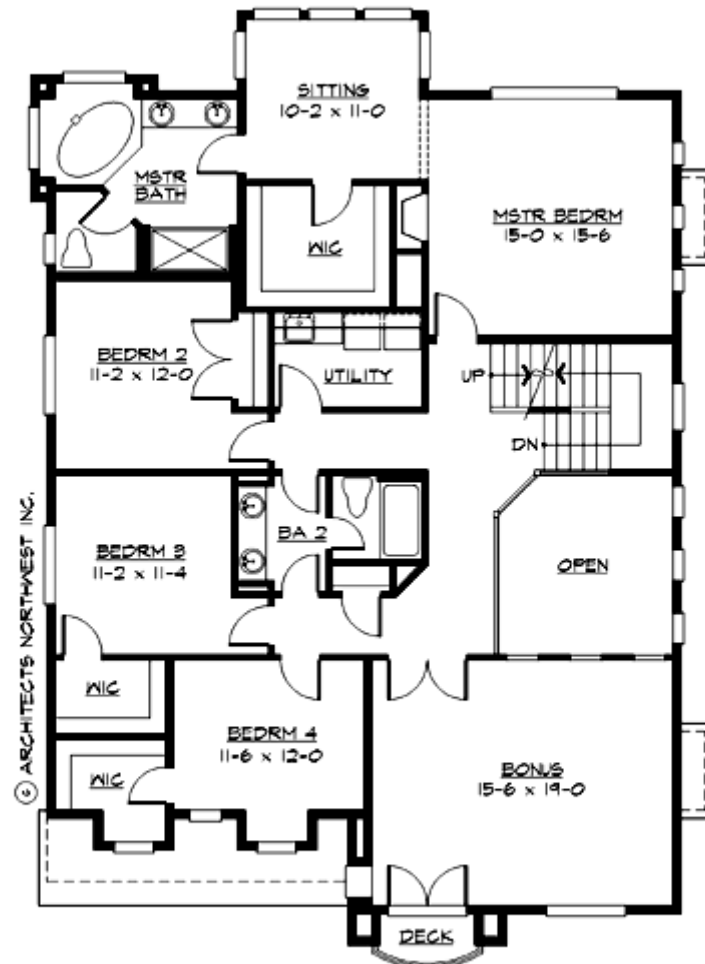 SITTING
10-2 x 11-0
MSTR
BATH
MSTR BEDRM
15-0 x 15-6
WIC
BEDRM 2
11-2 x 12-0
UTILITY
UP
DN
BA 2
BEDRM 3
11-2 x 11-4
OPEN
WIC
BEDRM 4
11-6 x 12-0
WIC
BONUS
15-6 x 19-0
DECK
© ARCHITECTS NORTHWEST INC.